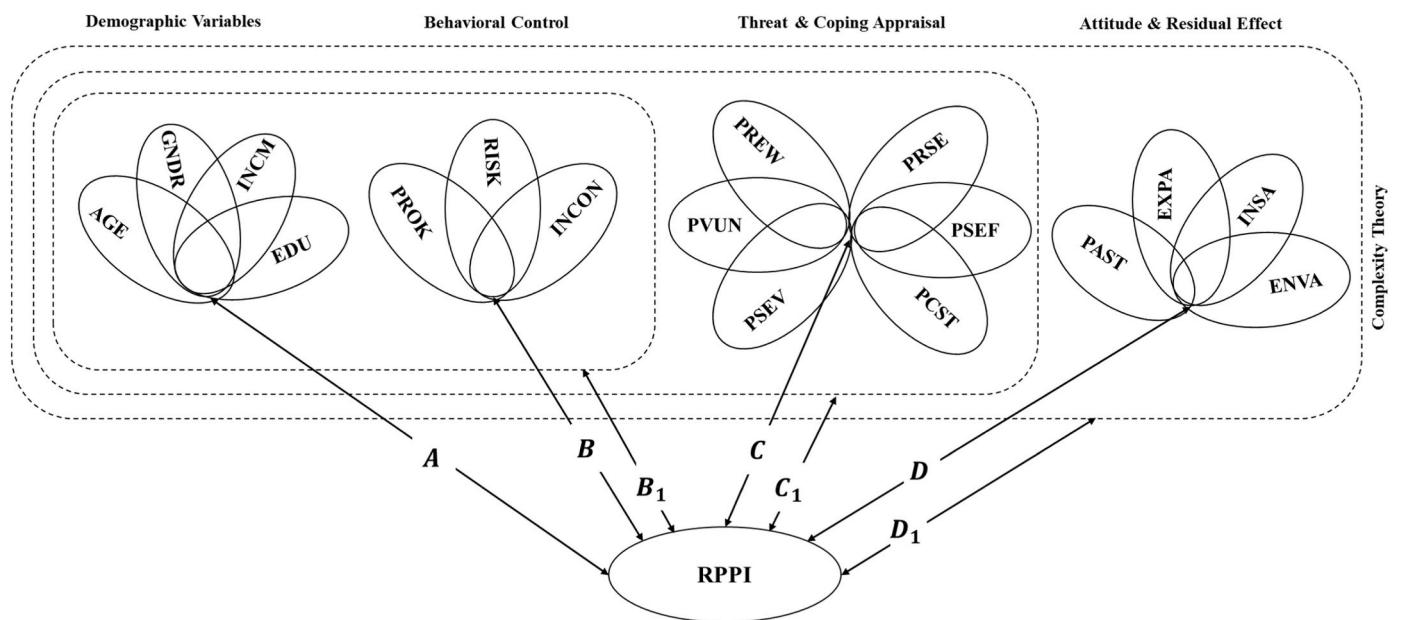 Demographic Variables
Behavioral Control
Threat & Coping Appraisal
Attitude & Residual Effect
AGE
GNDR
INCM
EDU
PROK
RISK
INCON
PREW
PVUN
PSEV
PRSE
PSEF
PCST
PAST
EXPA
INSA
ENVA
Complexity Theory
A
B
B₁
C
C₁
D
D₁
RPPI